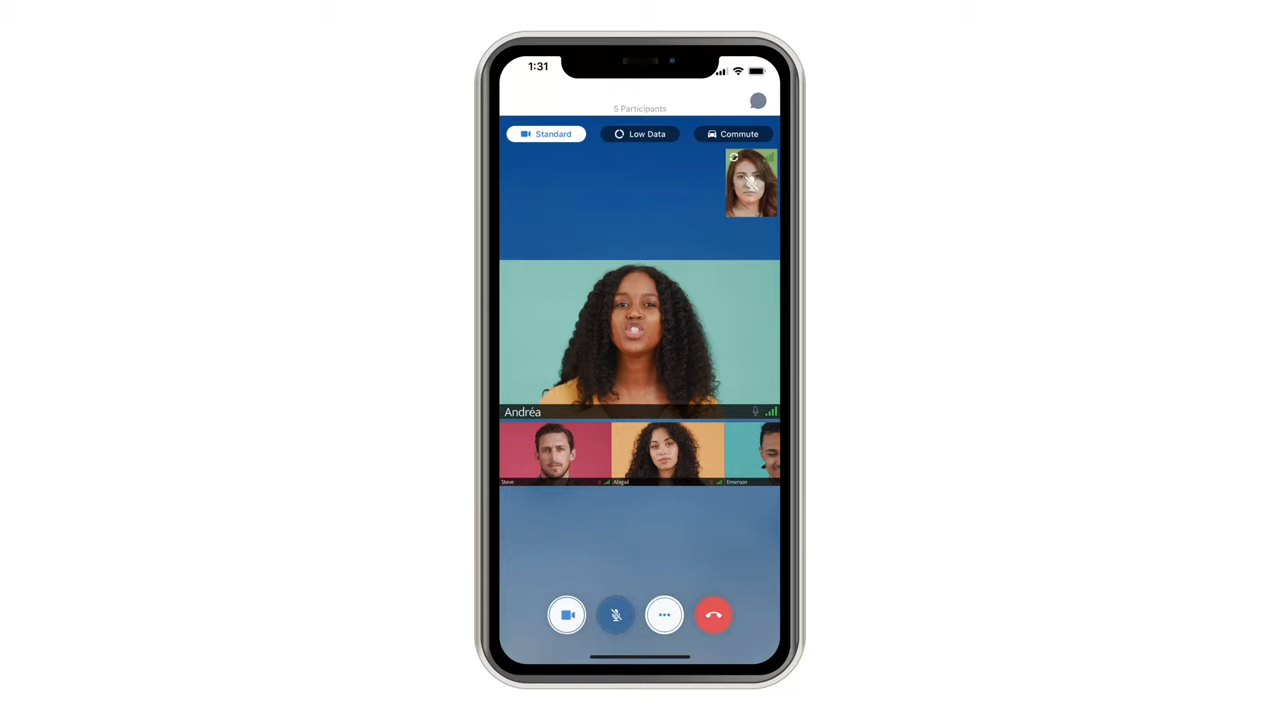 1:31
5 Participants
Standard
Low Data
Commute
Andréa
Steve
Abigail
Emerson